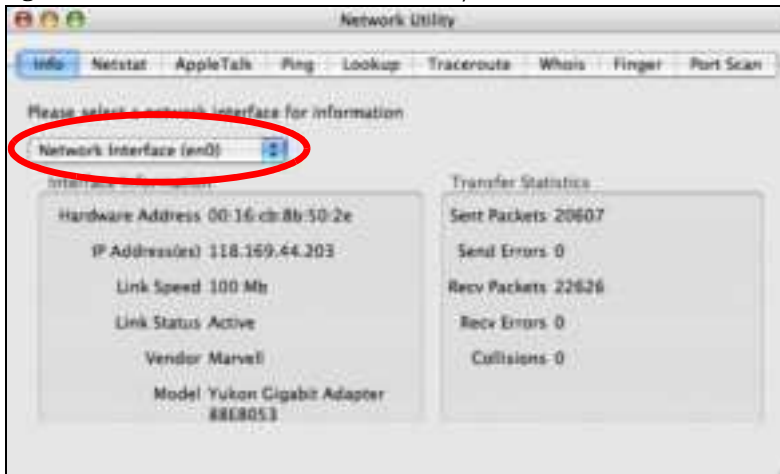 Network Utility
Info Netstat AppleTalk Ping Lookup Traceroute Whois Finger Port Scan
Please select a network interface for information
Network Interface (en0)
Interface Information
Hardware Address 00:16:cb:8b:50:2e
IP Address(es) 118.169.44.203
Link Speed 100 Mb
Link Status Active
Vendor Marvell
Model Yukon Gigabit Adapter
88E8053
Transfer Statistics
Sent Packets 20607
Send Errors 0
Recv Packets 22626
Recv Errors 0
Collisions 0